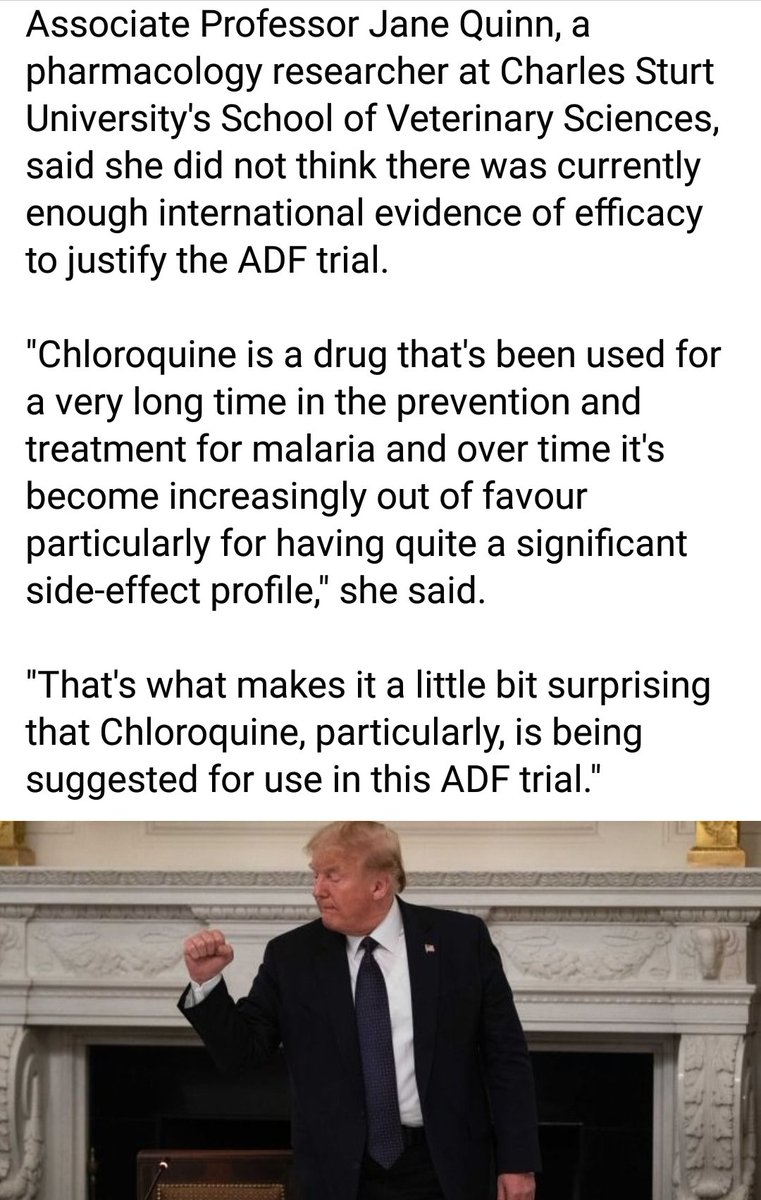 Associate Professor Jane Quinn, a
pharmacology researcher at Charles Sturt
University's School of Veterinary Sciences,
said she did not think there was currently
enough international evidence of efficacy
to justify the ADF trial.
"Chloroquine is a drug that's been used for
a very long time in the prevention and
treatment for malaria and over time it's
become increasingly out of favour
particularly for having quite a significant
side-effect profile," she said.
"That's what makes it a little bit surprising
that Chloroquine, particularly, is being
suggested for use in this ADF trial."